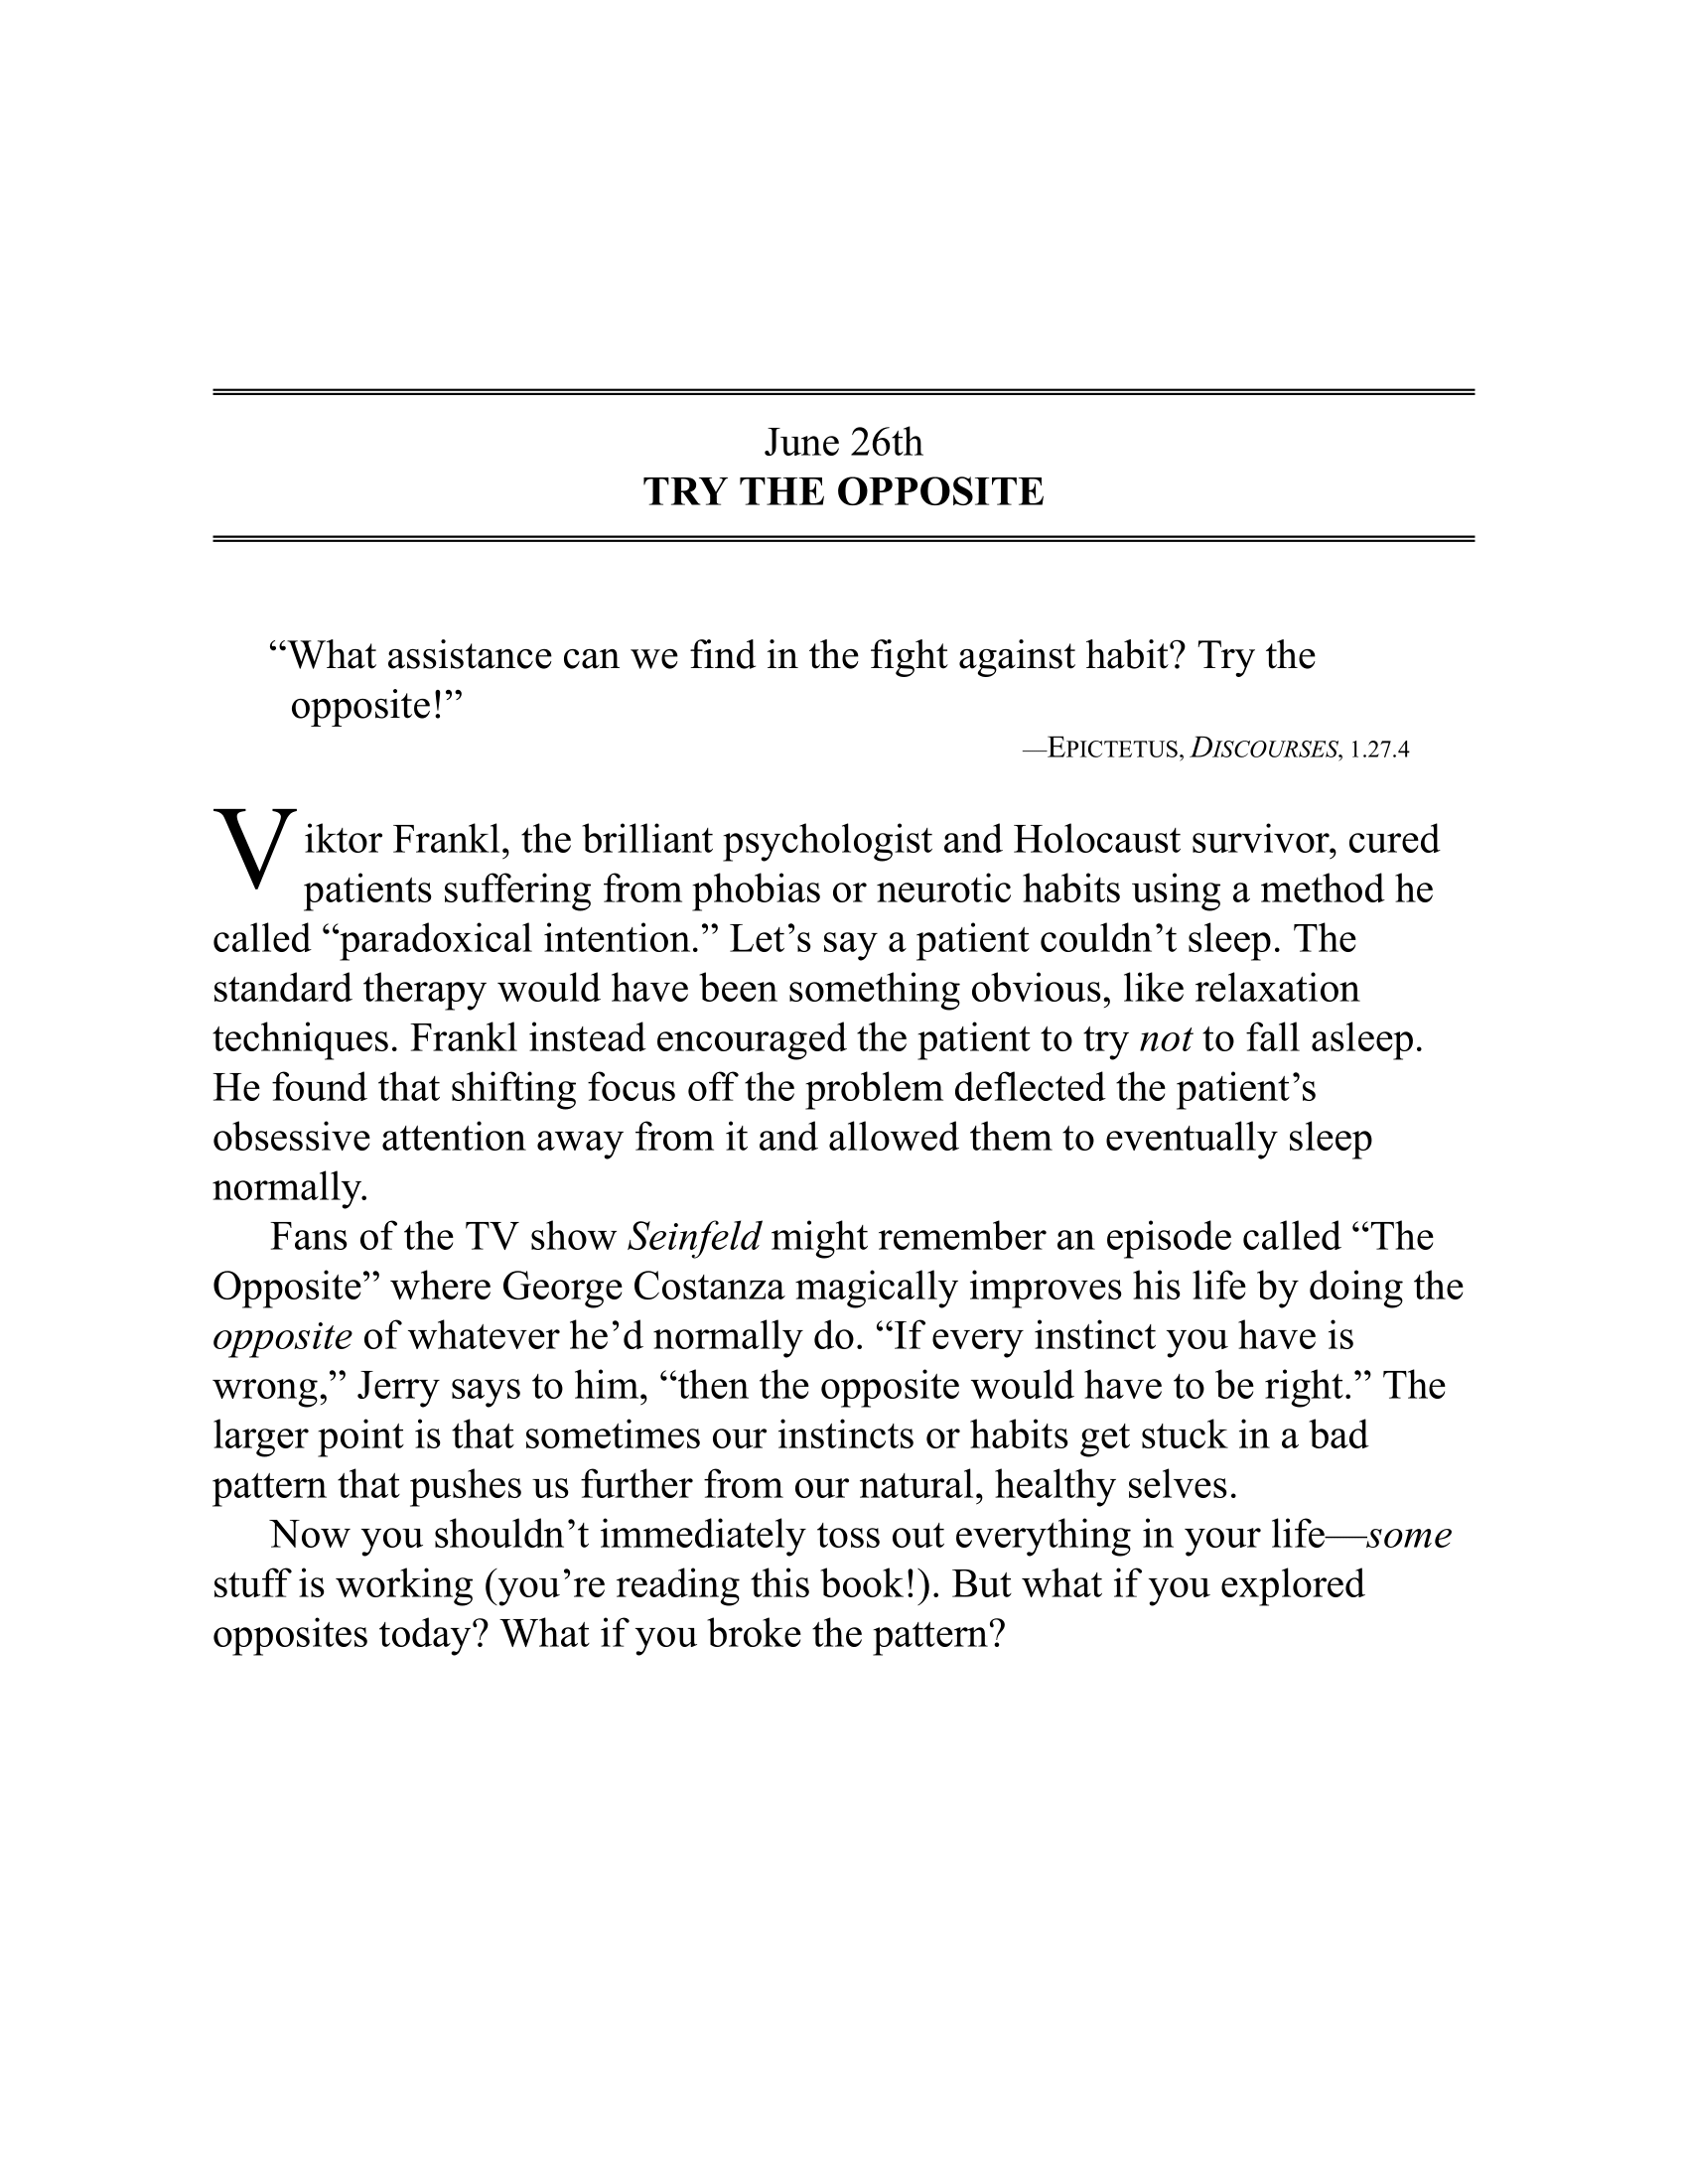 June 26th
TRY THE OPPOSITE
“What assistance can we find in the fight against habit? Try the
opposite!”
—EPICTETUS, DISCOURSES, 1.27.4
Viktor Frankl, the brilliant psychologist and Holocaust survivor, cured
patients suffering from phobias or neurotic habits using a method he
called “paradoxical intention.” Let’s say a patient couldn’t sleep. The
standard therapy would have been something obvious, like relaxation
techniques. Frankl instead encouraged the patient to try not to fall asleep.
He found that shifting focus off the problem deflected the patient’s
obsessive attention away from it and allowed them to eventually sleep
normally.
Fans of the TV show Seinfeld might remember an episode called “The
Opposite” where George Costanza magically improves his life by doing the
opposite of whatever he’d normally do. “If every instinct you have is
wrong,” Jerry says to him, “then the opposite would have to be right.” The
larger point is that sometimes our instincts or habits get stuck in a bad
pattern that pushes us further from our natural, healthy selves.
Now you shouldn’t immediately toss out everything in your life—some
stuff is working (you’re reading this book!). But what if you explored
opposites today? What if you broke the pattern?